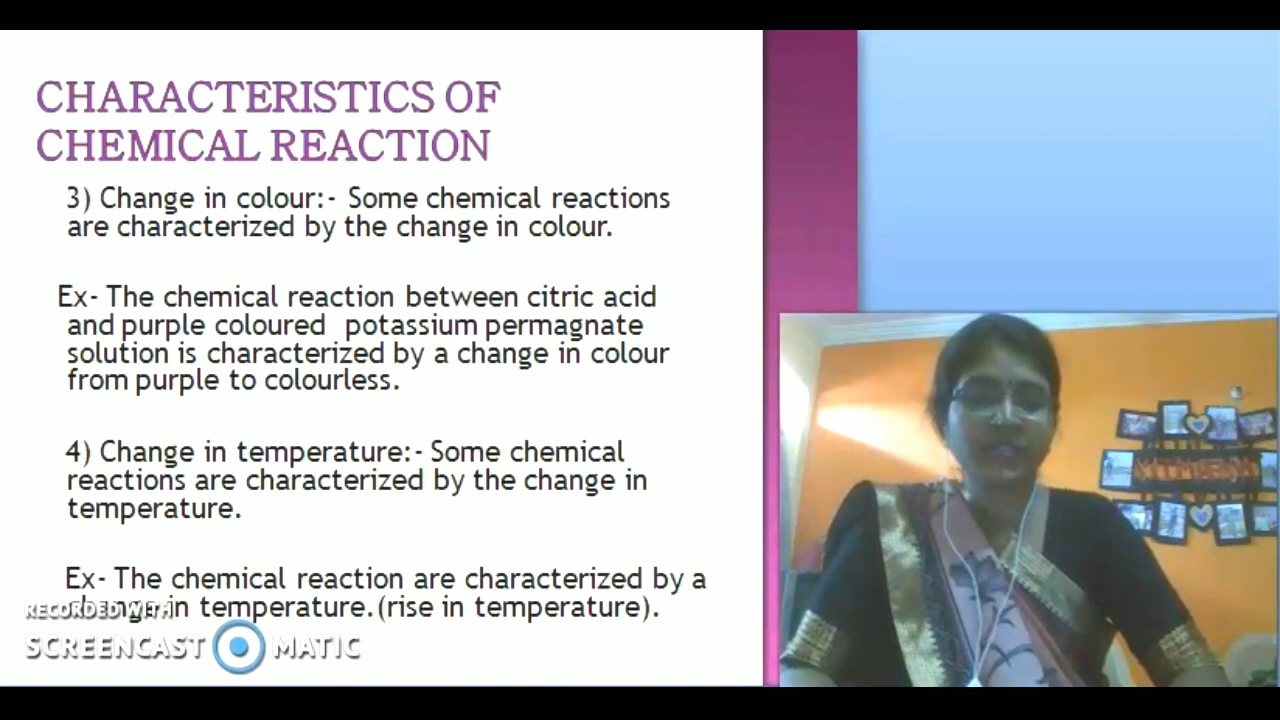 CHARACTERISTICS OF
CHEMICAL REACTION
3) Change in colour:- Some chemical reactions
are characterized by the change in colour.
Ex- The chemical reaction between citric acid
and purple coloured potassium permagnate
solution is characterized by a change in colour
from purple to colourless.
4) Change in temperature:- Some chemical
reactions are characterized by the change in
temperature.
Ex- The chemical reaction are characterized by a
change in temperature.(rise in temperature).
RECORDED WITH
SCREENCAST MATIC